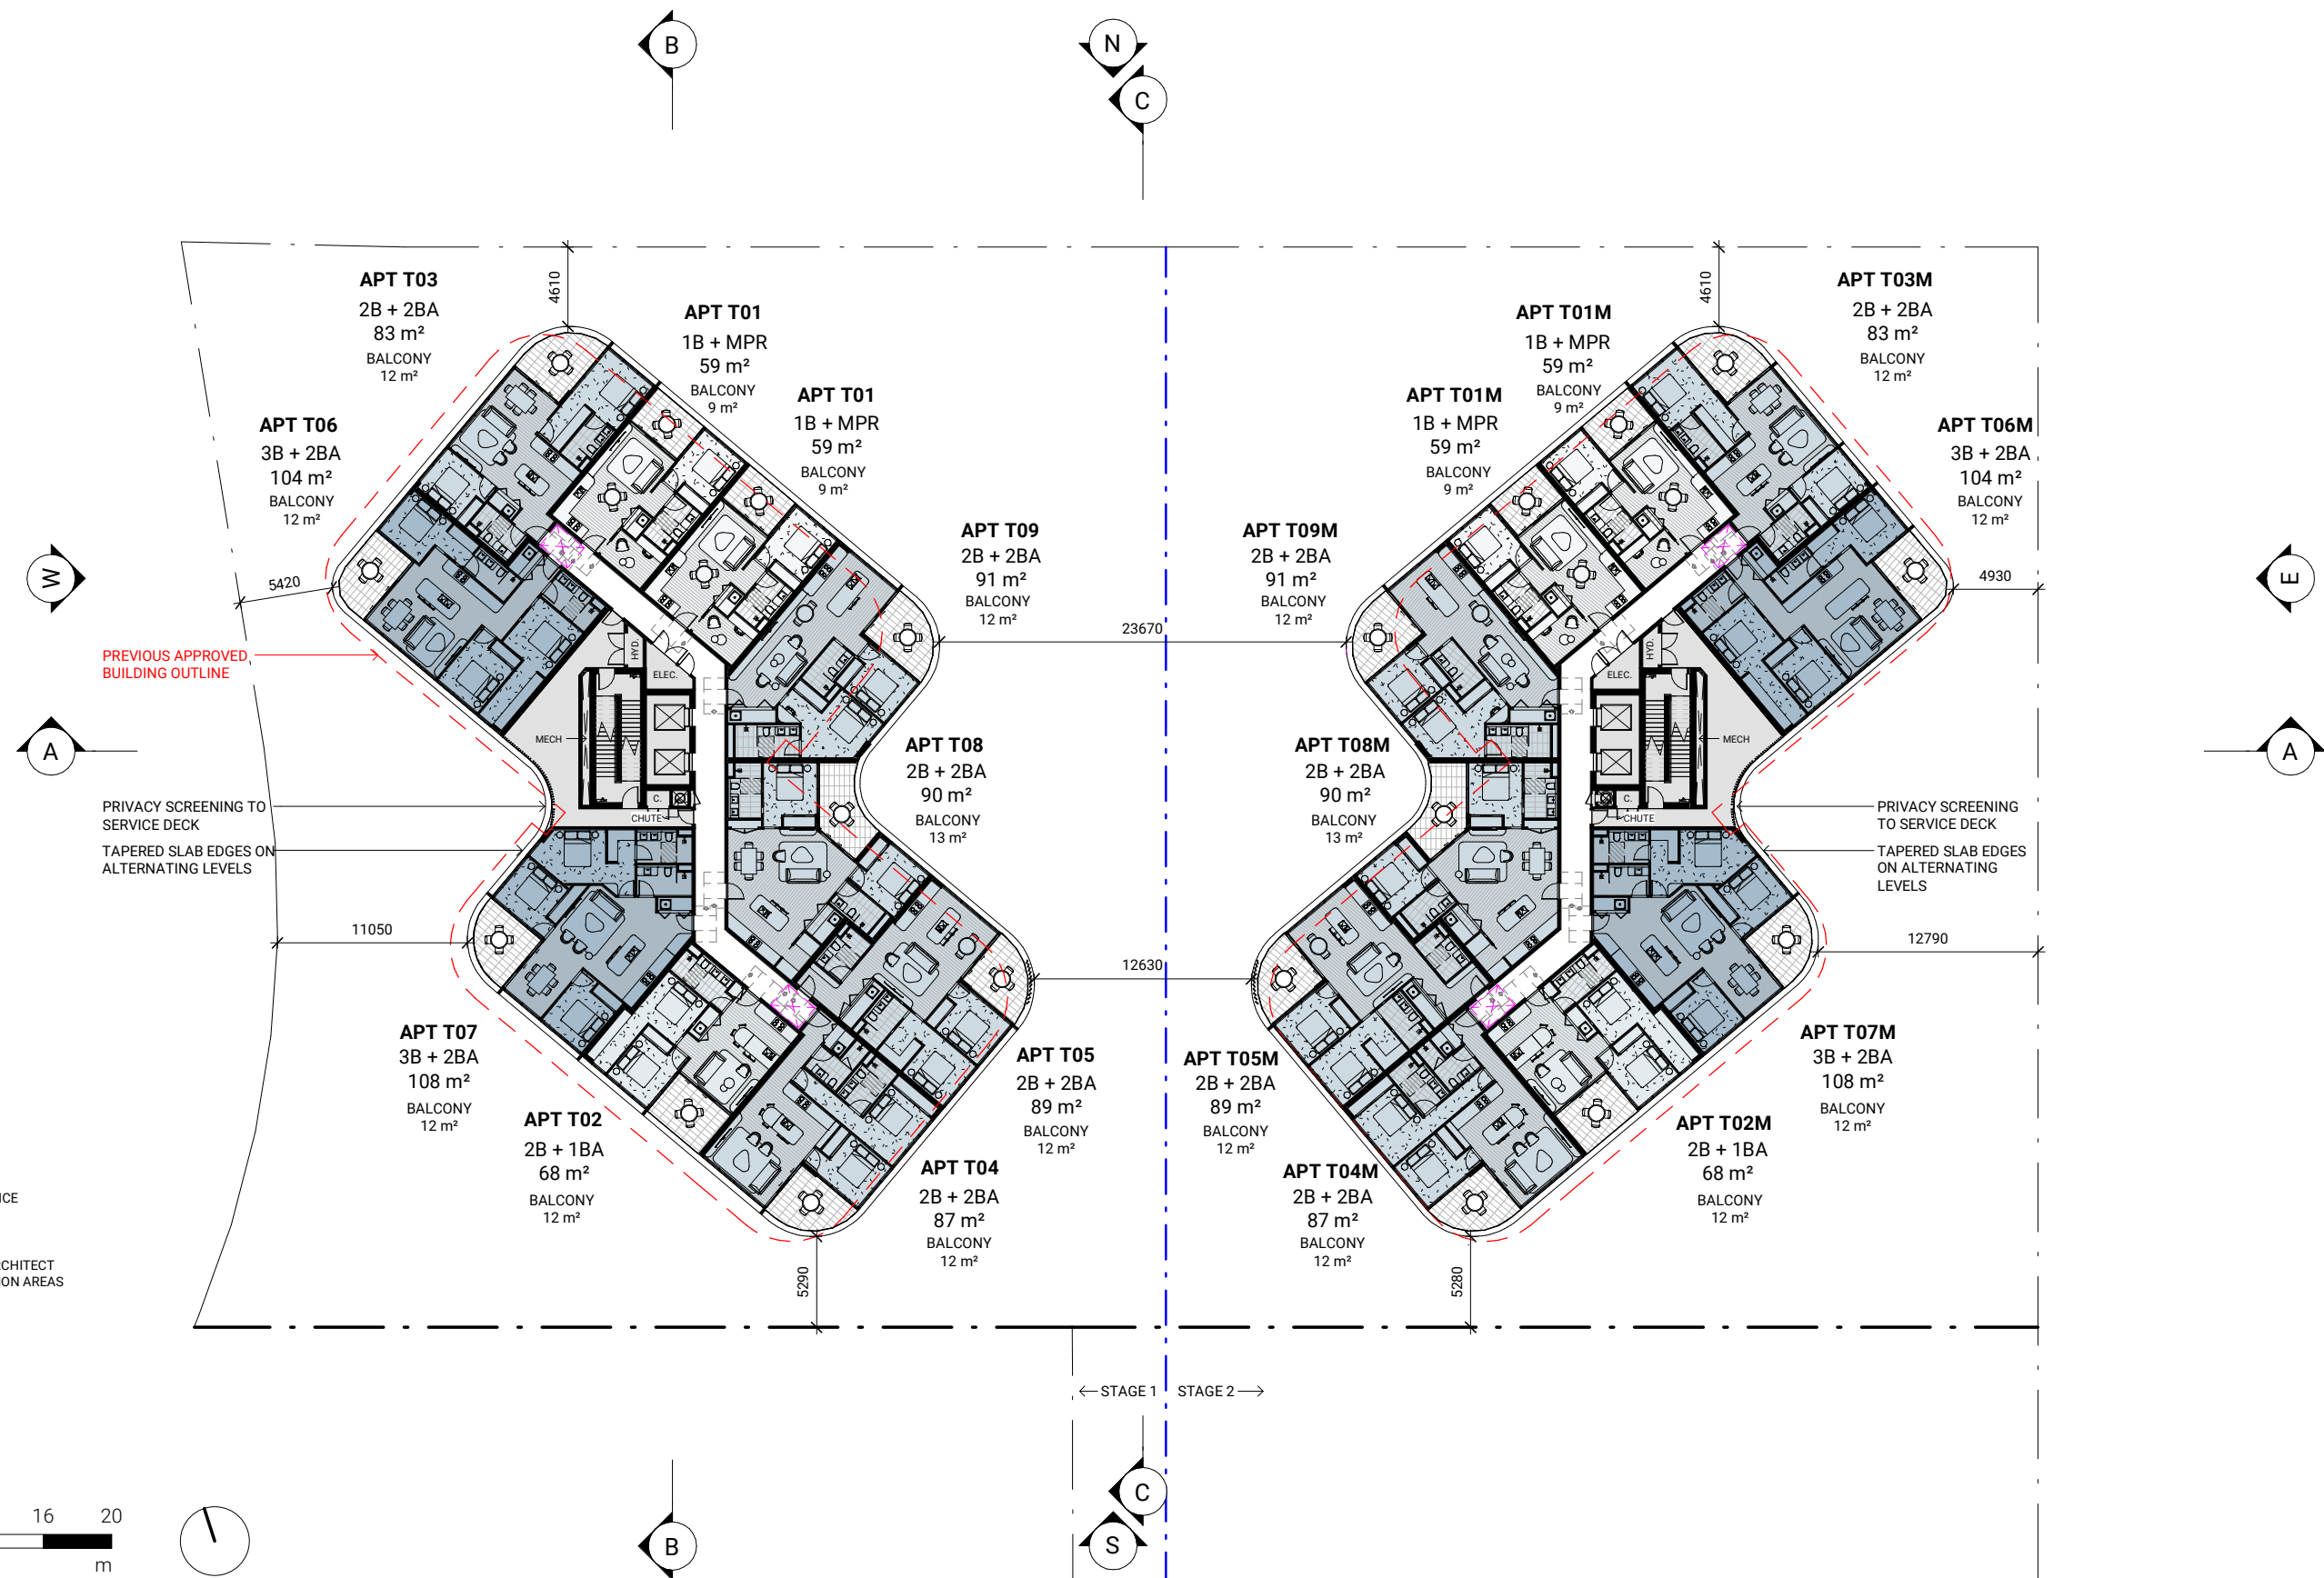 B
N
C
APT T03
2B + 2BA
83 m²
BALCONY
12 m²
4610
APT T01
1B + MPR
59 m²
BALCONY
9 m²
APT T01
1B + MPR
59 m²
BALCONY
9 m²
APT T01M
1B + MPR
59 m²
BALCONY
9 m²
APT T01M
1B + MPR
59 m²
BALCONY
9 m²
4610
APT T03M
2B + 2BA
83 m²
BALCONY
12 m²
APT T06
3B + 2BA
104 m²
BALCONY
12 m²
APT T06M
3B + 2BA
104 m²
BALCONY
12 m²
APT T09
2B + 2BA
91 m²
BALCONY
12 m²
APT T09M
2B + 2BA
91 m²
BALCONY
12 m²
W
E
5420
4930
23670
PREVIOUS APPROVED
BUILDING OUTLINE
HYD.
ELEC.
MECH
C.
CHUTE
HYD.
ELEC.
MECH
C.
CHUTE
A
A
APT T08
2B + 2BA
90 m²
BALCONY
13 m²
APT T08M
2B + 2BA
90 m²
BALCONY
13 m²
PRIVACY SCREENING TO
SERVICE DECK
TAPERED SLAB EDGES ON
ALTERNATING LEVELS
PRIVACY SCREENING
TO SERVICE DECK
TAPERED SLAB EDGES
ON ALTERNATING
LEVELS
11050
12630
12790
APT T07
3B + 2BA
108 m²
BALCONY
12 m²
APT T02
2B + 1BA
68 m²
BALCONY
12 m²
APT T05
2B + 2BA
89 m²
BALCONY
12 m²
APT T04
2B + 2BA
87 m²
BALCONY
12 m²
APT T05M
2B + 2BA
89 m²
BALCONY
12 m²
APT T04M
2B + 2BA
87 m²
BALCONY
12 m²
APT T07M
3B + 2BA
108 m²
BALCONY
12 m²
APT T02M
2B + 1BA
68 m²
BALCONY
12 m²
5290
5280
AREAS
STAGE 1
STAGE 2
C
S
B
16 20
m